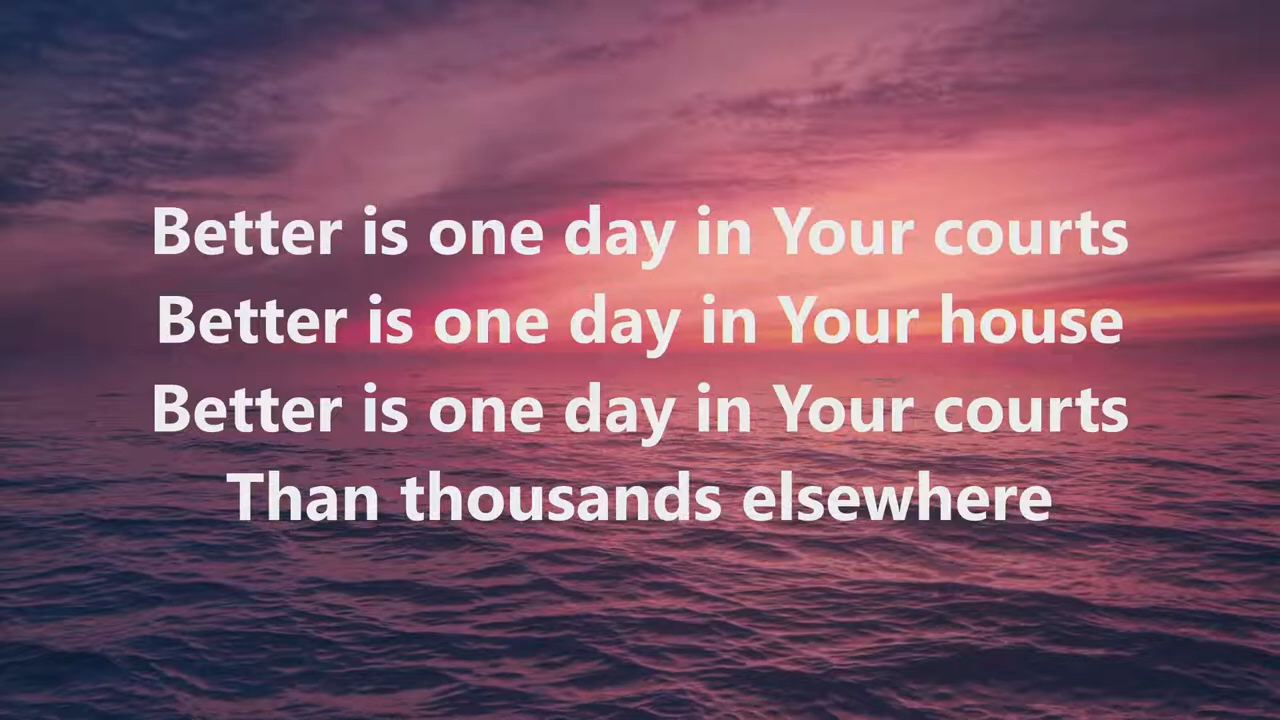 Better is one day in Your courts
Better is one day in Your house
Better is one day in Your courts
Than thousands elsewhere